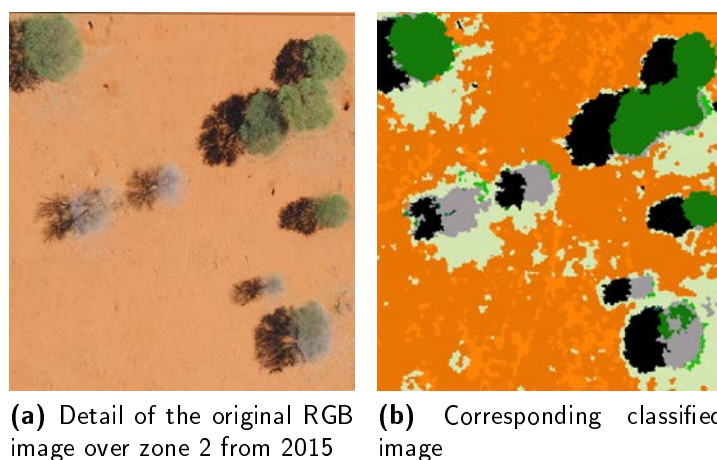 (a) Detail of the original RGB
image over zone 2 from 2015
(b) Corresponding classified
image